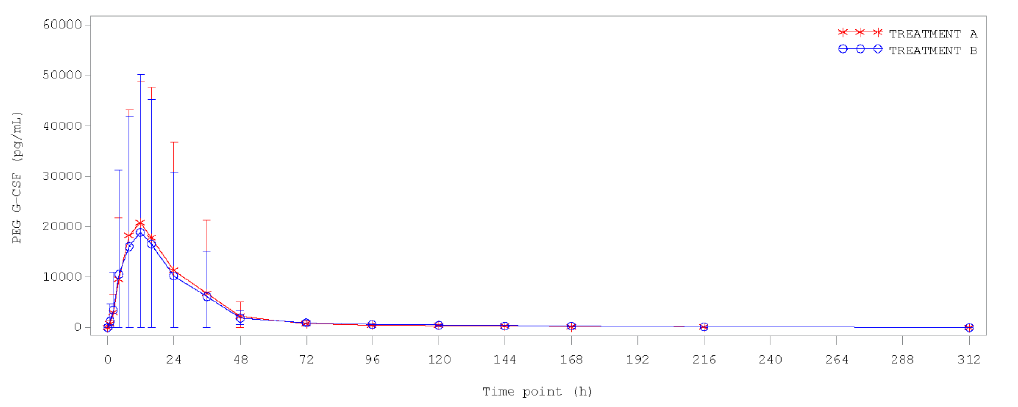 60000
50000
40000
30000
20000
10000
0
PEG G-CSF (pg/mL)
TREATMENT A
TREATMENT B
0 24 48 72 96 120 144 168 192 216 240 264 288 312
Time point (h)